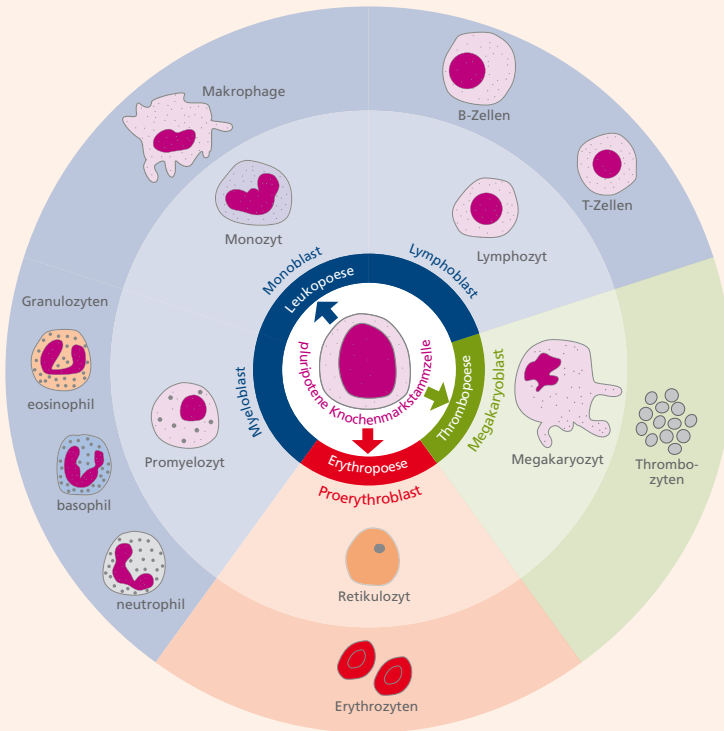 Makrophage
B-Zellen
T-Zellen
Monozyt
Lymphozyt
Monoblast
Lymphoblast
Leukopoese
Granulozyten
eosinophil
pluripotene Knochenmarkstammzelle
Thrombopoese
Megakaryoblast
Myeloblast
basophil
Promyelozyt
Megakaryozyt
Thrombo-
zyten
Erythropoese
Proerythroblast
neutrophil
Retikulozyt
Erythrozyten